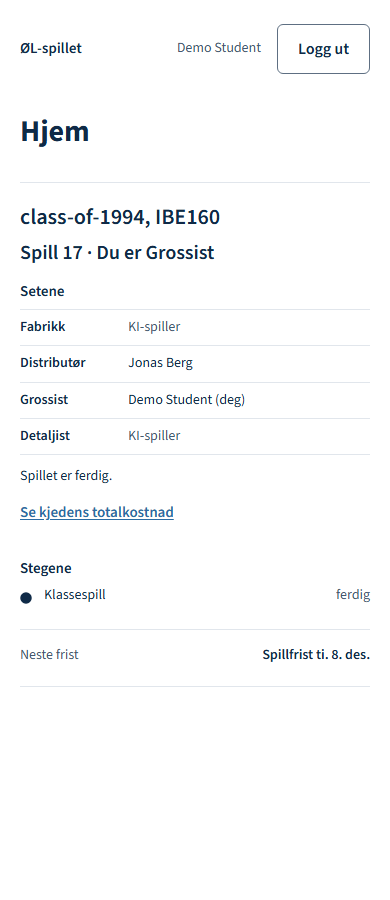 ØL-spillet
Demo Student
Logg ut
Hjem
class-of-1994, IBE160
Spill 17 · Du er Grossist
Setene
Fabrikk KI-spiller
Distributør Jonas Berg
Grossist Demo Student (deg)
Detaljist KI-spiller
Spillet er ferdig.
Se kjedens totalkostnad
Stegene
Klassespill ferdig
Neste frist Spillfrist ti. 8. des.